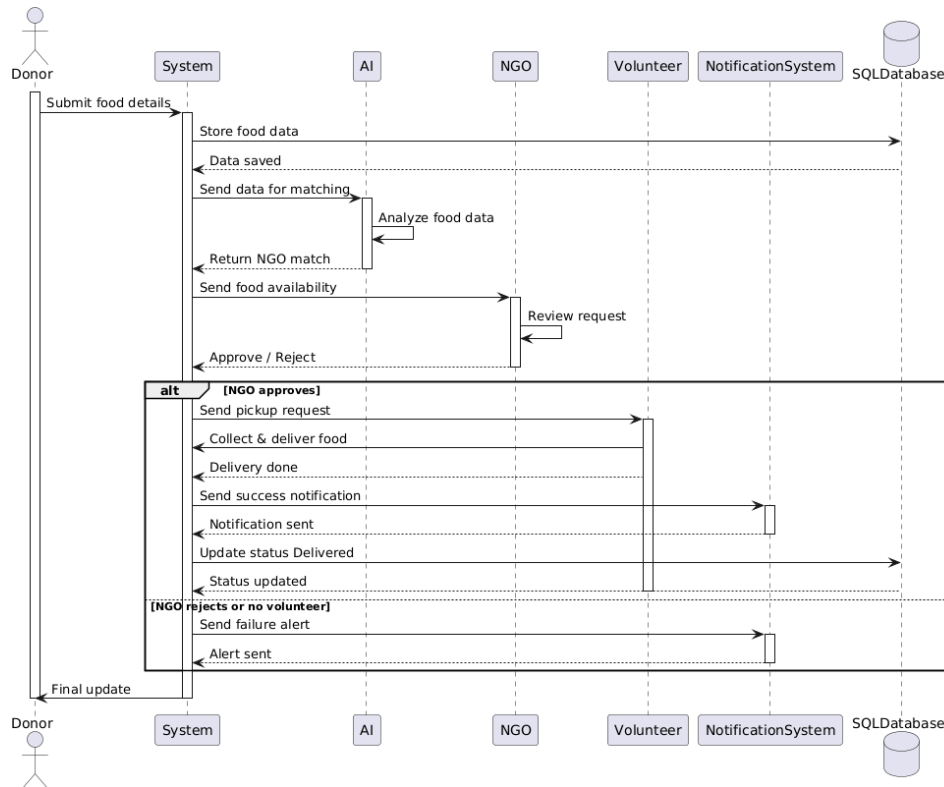 Donor
System
AI
NGO
Volunteer
NotificationSystem
SQLDatabase
Submit food details
Store food data
Data saved
Send data for matching
Analyze food data
Return NGO match
Send food availability
Review request
Approve / Reject
alt [NGO approves]
Send pickup request
Collect & deliver food
Delivery done
Send success notification
Notification sent
Update status Delivered
Status updated
[NGO rejects or no volunteer]
Send failure alert
Alert sent
Final update
Donor
System
AI
NGO
Volunteer
NotificationSystem
SQLDatabase